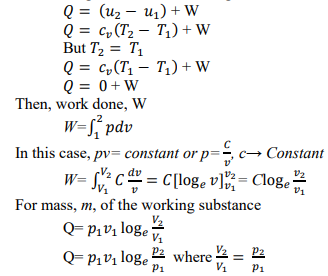 Q = (u₂ − u₁) + W
Q = cᵥ(T₂ − T₁) + W
But T₂ = T₁
Q = cᵥ(T₁ − T₁) + W
Q = 0 + W
Then, work done, W
W=∫₁² pdv
In this case, pv= constant or p=C/v, c→ Constant
W= ∫_{V₁}^{V₂} C dv/v = C[logₑ v]_{v₁}^{v₂} = Clogₑ v₂/v₁
For mass, m, of the working substance
Q= p₁v₁ logₑ V₂/V₁
Q= p₁v₁ logₑ p₂/p₁ where V₂/V₁ = p₂/p₁